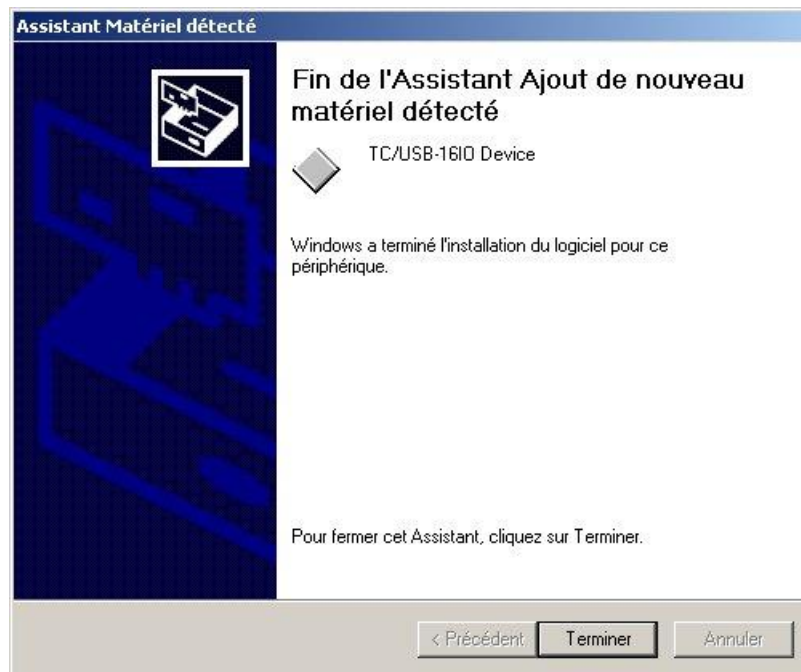 Assistant Matériel détecté
Fin de l'Assistant Ajout de nouveau
matériel détecté
TC/USB-16IO Device
Windows a terminé l'installation du logiciel pour ce
périphérique.
Pour fermer cet Assistant, cliquez sur Terminer.
< Précédent Terminer Annuler